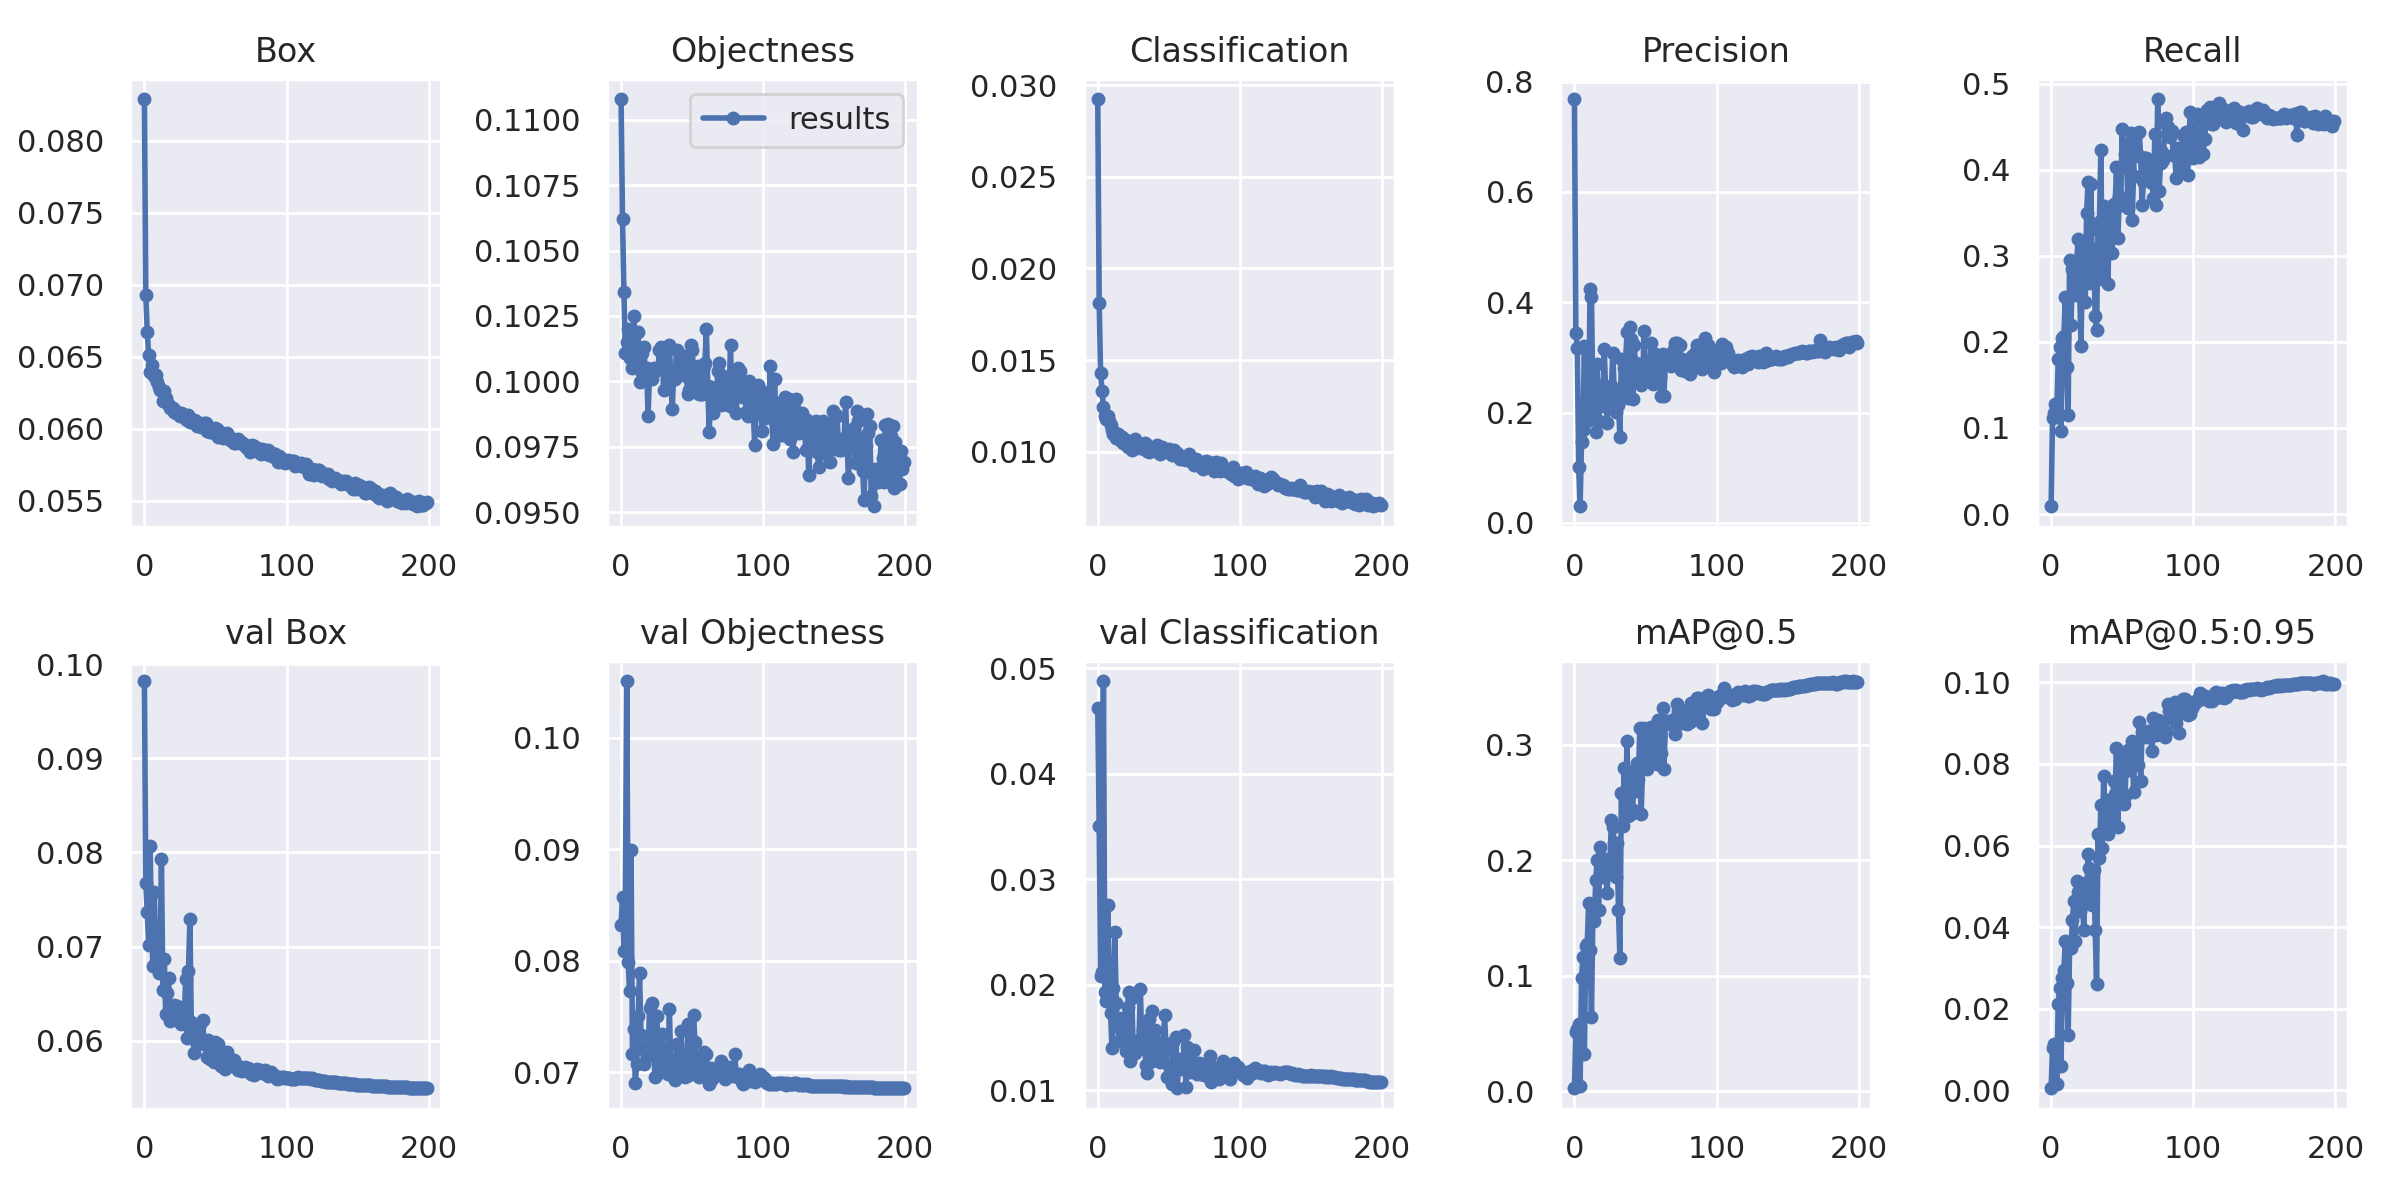 Box
Objectness
Classification
Precision
Recall
0.080
0.075
0.070
0.065
0.060
0.055
0 100 200
0.1100
0.1075
0.1050
0.1025
0.1000
0.0975
0.0950
results
0 100 200
0.030
0.025
0.020
0.015
0.010
0 100 200
0.8
0.6
0.4
0.2
0.0
0 100 200
0.5
0.4
0.3
0.2
0.1
0.0
0 100 200
val Box
val Objectness
val Classification
mAP@0.5
mAP@0.5:0.95
0.10
0.09
0.08
0.07
0.06
0 100 200
0.10
0.09
0.08
0.07
0 100 200
0.05
0.04
0.03
0.02
0.01
0 100 200
0.3
0.2
0.1
0.0
0 100 200
0.10
0.08
0.06
0.04
0.02
0.00
0 100 200